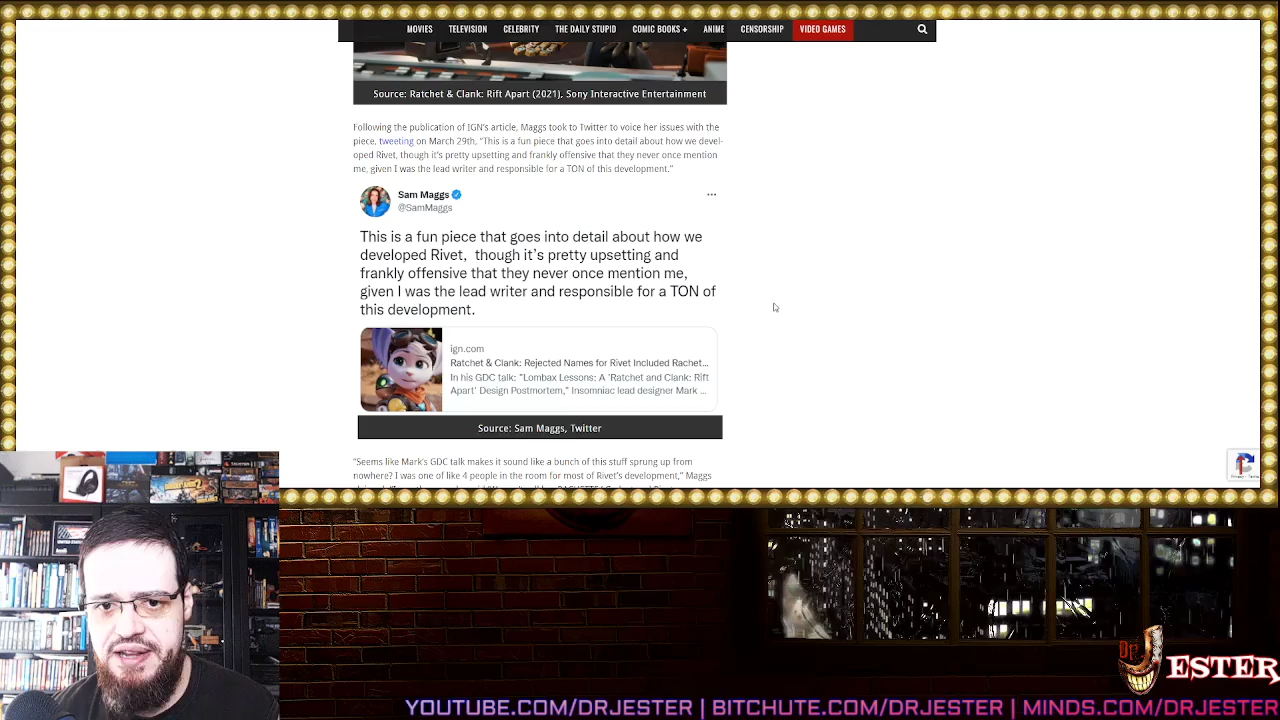 MOVIES TELEVISION CELEBRITY THE DAILY STUPID COMIC BOOKS + ANIME CENSORSHIP VIDEO GAMES
Source: Ratchet & Clank: Rift Apart (2021), Sony Interactive Entertainment
Following the publication of IGN's article, Maggs took to Twitter to voice her issues with the
piece, tweeting on March 29th, “This is a fun piece that goes into detail about how we devel-
oped Rivet, though it's pretty upsetting and frankly offensive that they never once mention
me, given I was the lead writer and responsible for a TON of this development.”
Sam Maggs
@SamMaggs
This is a fun piece that goes into detail about how we
developed Rivet, though it's pretty upsetting and
frankly offensive that they never once mention me,
given I was the lead writer and responsible for a TON of
this development.
ign.com
Ratchet & Clank: Rejected Names for Rivet Included Rachet...
In his GDC talk: "Lombax Lessons: A 'Ratchet and Clank: Rift
Apart' Design Postmortem," Insomniac lead designer Mark ...
Source: Sam Maggs, Twitter
“Seems like Mark's GDC talk makes it sound like a bunch of this stuff sprung up from
nowhere? I was one of like 4 people in the room for most of Rivet's development,” Maggs
Privacy - Terms
Dr. JESTER
YOUTUBE.COM/DRJESTER | BITCHUTE.COM/DRJESTER | MINDS.COM/DRJESTER